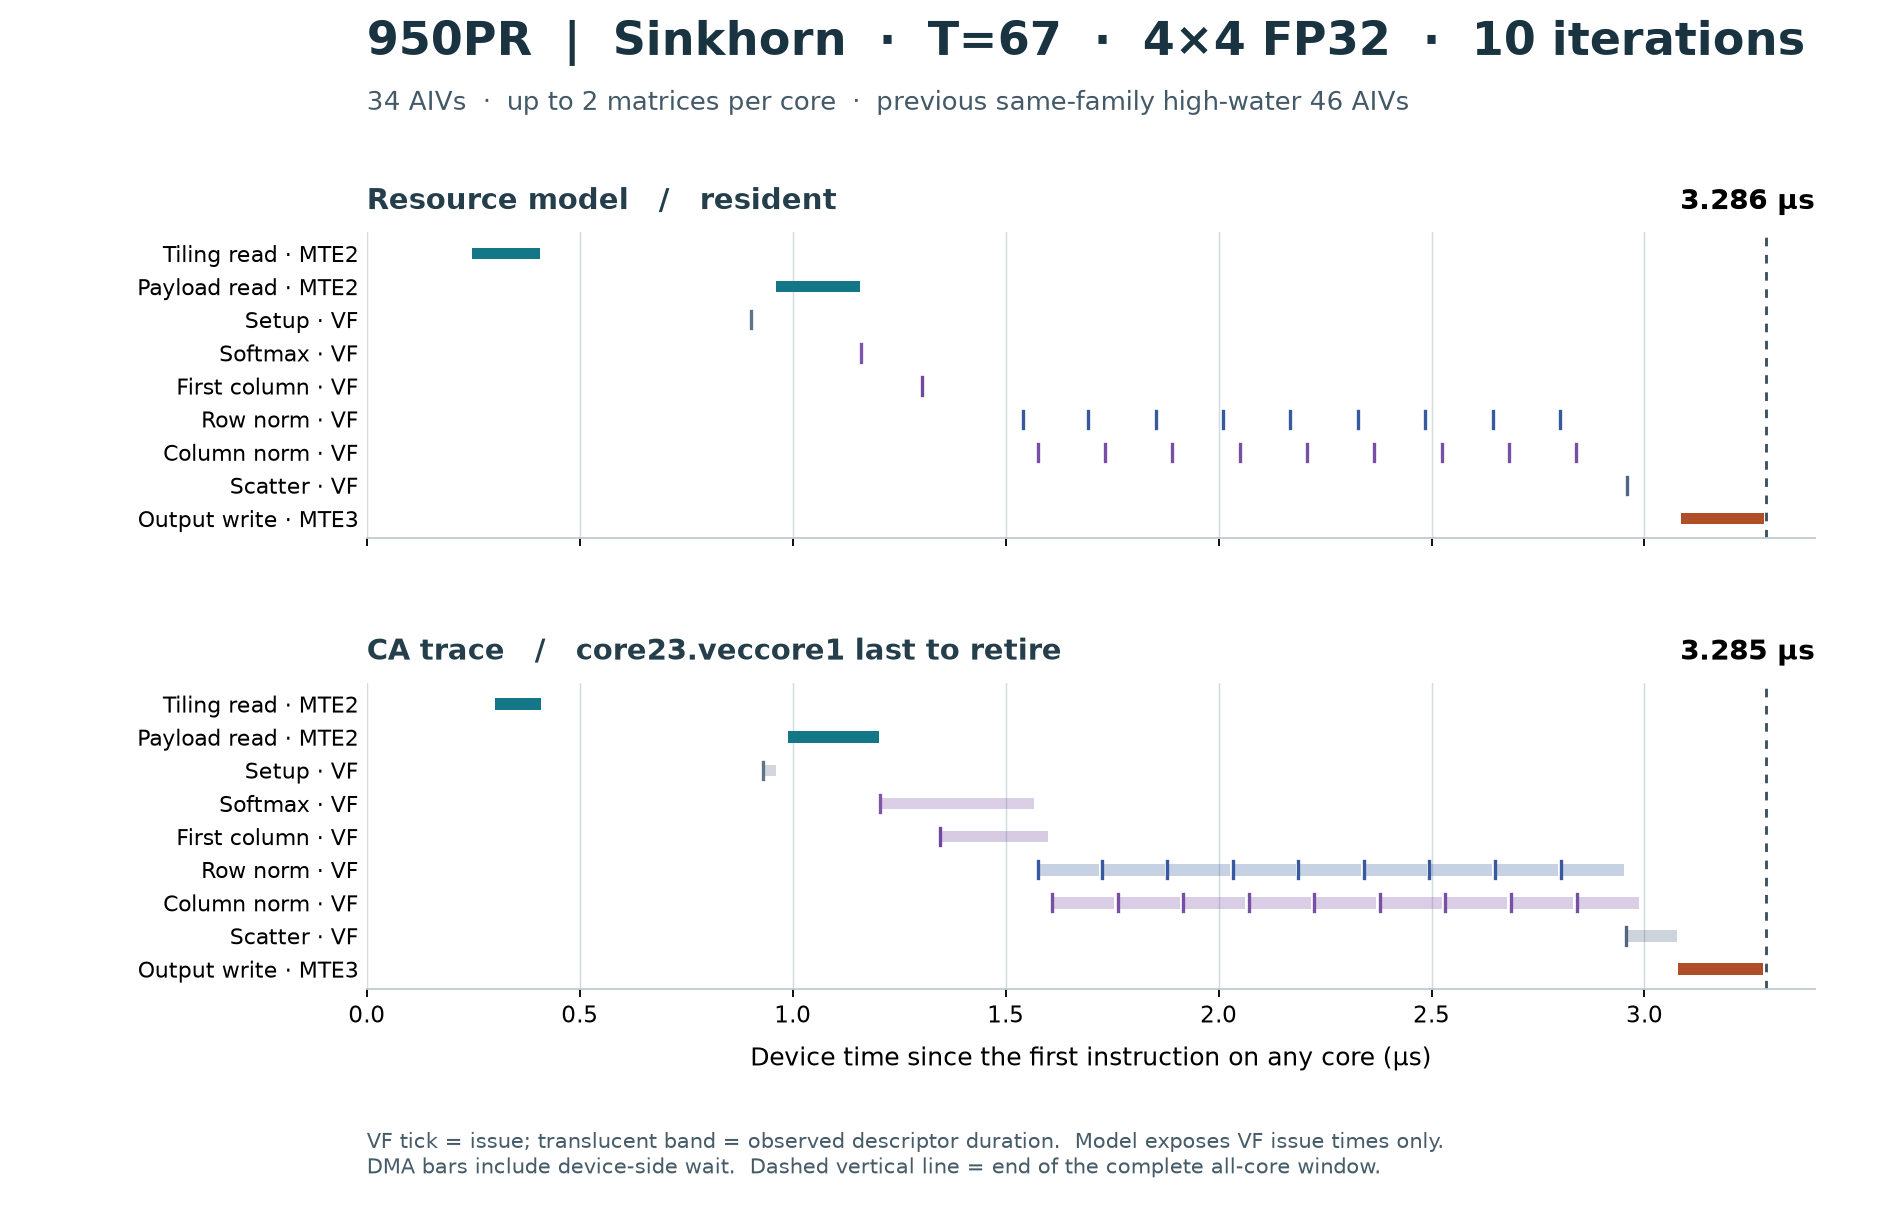 950PR | Sinkhorn · T=67 · 4×4 FP32 · 10 iterations
34 AIVs · up to 2 matrices per core · previous same-family high-water 46 AIVs
Resource model / resident
3.286 µs
Tiling read · MTE2
Payload read · MTE2
Setup · VF
Softmax · VF
First column · VF
Row norm · VF
Column norm · VF
Scatter · VF
Output write · MTE3
CA trace / core23.veccore1 last to retire
3.285 µs
Tiling read · MTE2
Payload read · MTE2
Setup · VF
Softmax · VF
First column · VF
Row norm · VF
Column norm · VF
Scatter · VF
Output write · MTE3
0.0 0.5 1.0 1.5 2.0 2.5 3.0
Device time since the first instruction on any core (µs)
VF tick = issue; translucent band = observed descriptor duration. Model exposes VF issue times only.
DMA bars include device-side wait. Dashed vertical line = end of the complete all-core window.